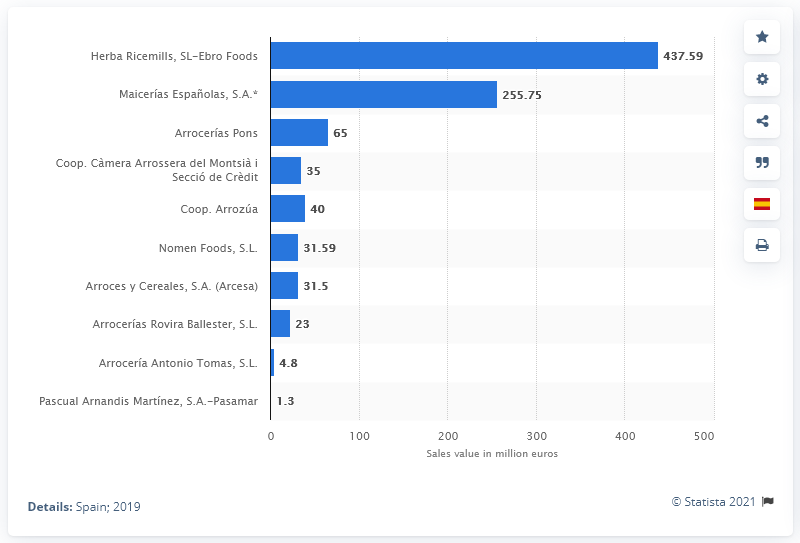 Herba Ricemills, SL-Ebro Foods 437.59
Maicerías Españolas, S.A.* 255.75
Arrocerías Pons 65
Coop. Càmera Arrossera del Montsià i
Secció de Crèdit 35
Coop. Arrozúa 40
Nomen Foods, S.L. 31.59
Arroces y Cereales, S.A. (Arcesa) 31.5
Arrocerías Rovira Ballester, S.L. 23
Arrocería Antonio Tomas, S.L. 4.8
Pascual Arnandis Martínez, S.A.-Pasamar 1.3
0 100 200 300 400 500
Sales value in million euros
Details: Spain; 2019
© Statista 2021